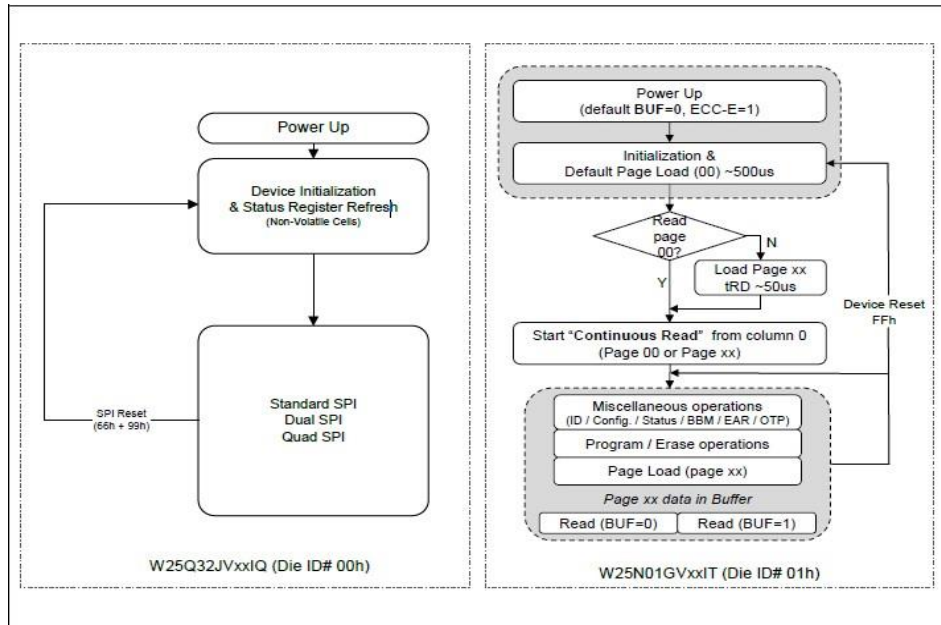 Power Up
Device Initialization
& Status Register Refresh
(Non-Volatile Cells)
SPI Reset
(66h + 99h)
Standard SPI
Dual SPI
Quad SPI
W25Q32JVxxIQ (Die ID# 00h)
Power Up
(default BUF=0, ECC-E=1)
Initialization &
Default Page Load (00) ~500us
Read
page
00?
N
Y
Load Page xx
tRD ~50us
Device Reset
FFh
Start “Continuous Read” from column 0
(Page 00 or Page xx)
Miscellaneous operations
(ID / Config. / Status / BBM / EAR / OTP)
Program / Erase operations
Page Load (page xx)
Page xx data in Buffer
Read (BUF=0)
Read (BUF=1)
W25N01GVxxIT (Die ID# 01h)